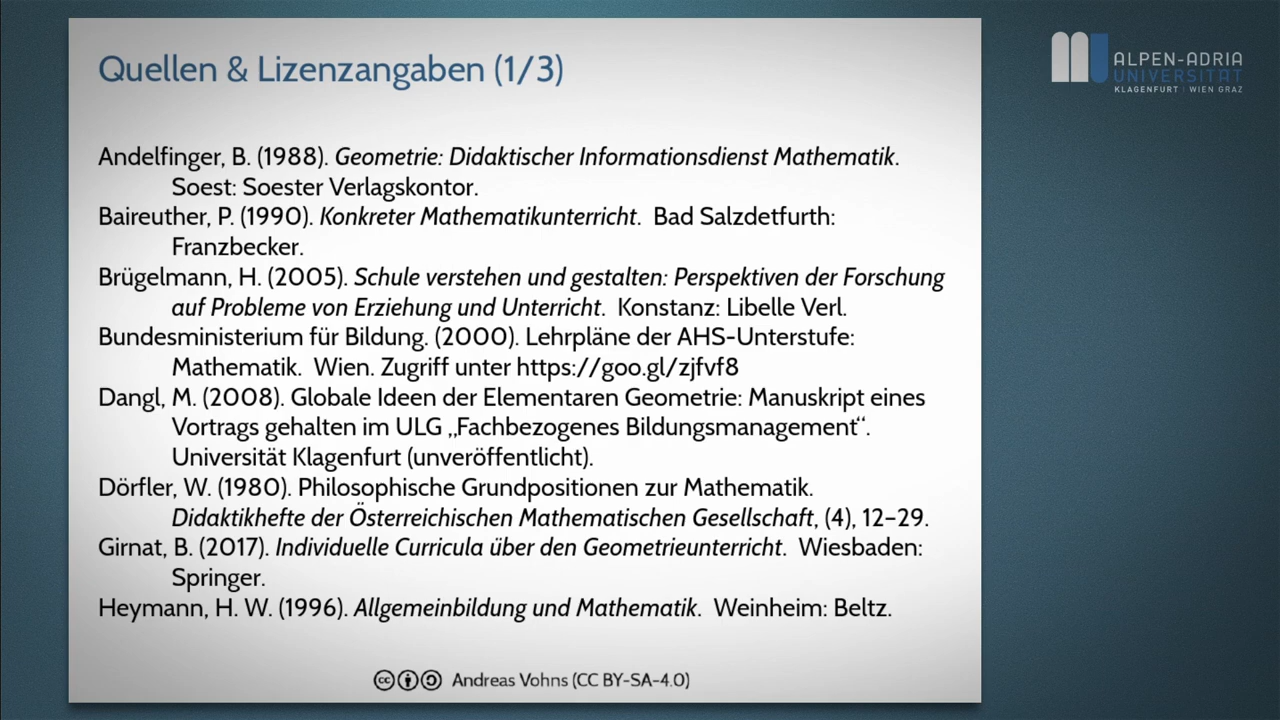 Quellen & Lizenzangaben (1/3)
ALPEN-ADRIA
UNIVERSITÄT
KLAGENFURT | WIEN GRAZ
Andelfinger, B. (1988). Geometrie: Didaktischer Informationsdienst Mathematik.
Soest: Soester Verlagskontor.
Baireuther, P. (1990). Konkreter Mathematikunterricht. Bad Salzdetfurth:
Franzbecker.
Brügelmann, H. (2005). Schule verstehen und gestalten: Perspektiven der Forschung
auf Probleme von Erziehung und Unterricht. Konstanz: Libelle Verl.
Bundesministerium für Bildung. (2000). Lehrpläne der AHS-Unterstufe:
Mathematik. Wien. Zugriff unter https://goo.gl/zjfvf8
Dangl, M. (2008). Globale Ideen der Elementaren Geometrie: Manuskript eines
Vortrags gehalten im ULG „Fachbezogenes Bildungsmanagement“.
Universität Klagenfurt (unveröffentlicht).
Dörfler, W. (1980). Philosophische Grundpositionen zur Mathematik.
Didaktikhefte der Österreichischen Mathematischen Gesellschaft, (4), 12–29.
Girnat, B. (2017). Individuelle Curricula über den Geometrieunterricht. Wiesbaden:
Springer.
Heymann, H. W. (1996). Allgemeinbildung und Mathematik. Weinheim: Beltz.
Andreas Vohns (CC BY-SA-4.0)